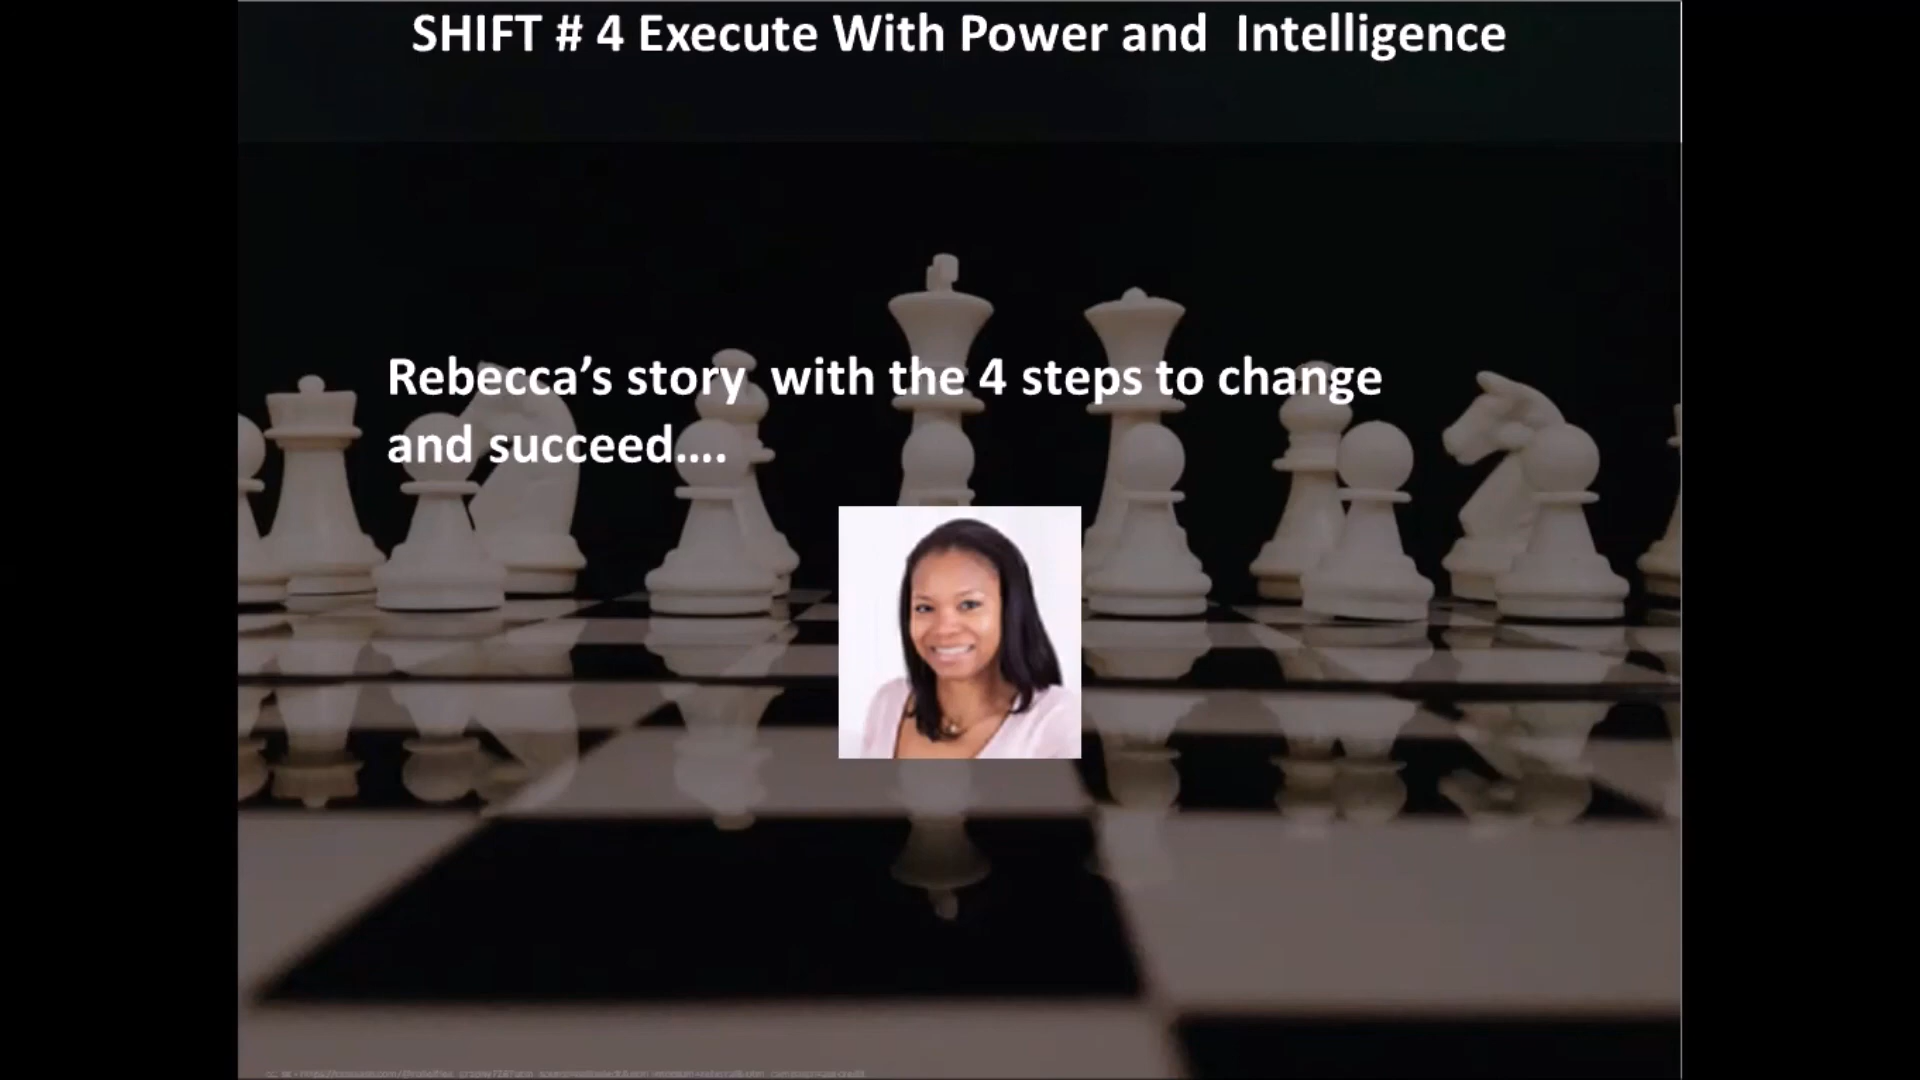 SHIFT # 4 Execute With Power and Intelligence
Rebecca’s story with the 4 steps to change
and succeed....